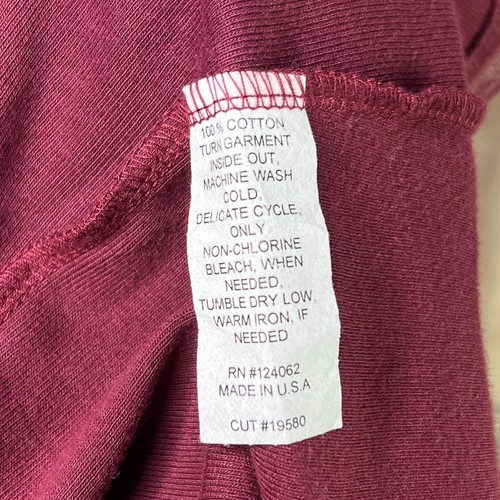 100% COTTON
TURN GARMENT
INSIDE OUT,
MACHINE WASH
COLD,
DELICATE CYCLE,
ONLY
NON-CHLORINE
BLEACH, WHEN
NEEDED,
TUMBLE DRY LOW,
WARM IRON, IF
NEEDED
RN #124062
MADE IN U.S.A
CUT #19580